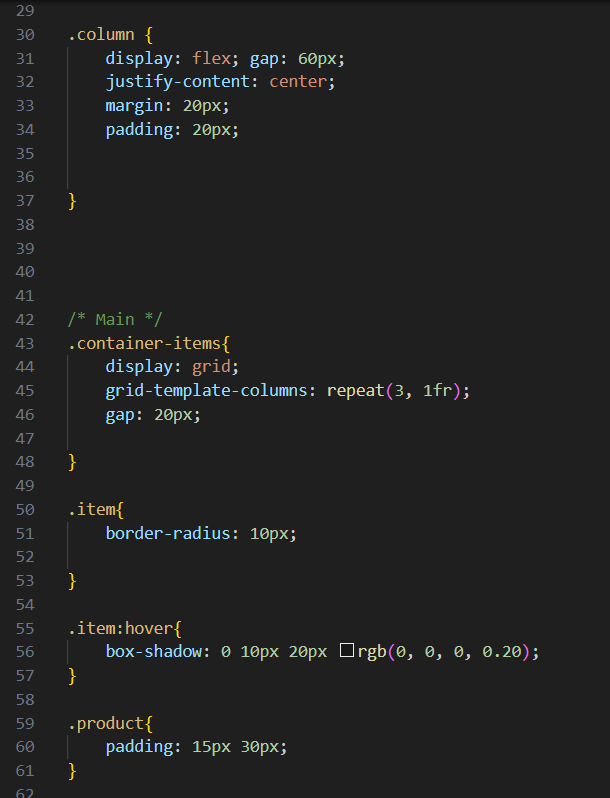 29
30 .column {
31 display: flex; gap: 60px;
32 justify-content: center;
33 margin: 20px;
34 padding: 20px;
35
36
37 }
38
39
40
41
42 /* Main */
43 .container-items{
44 display: grid;
45 grid-template-columns: repeat(3, 1fr);
46 gap: 20px;
47
48 }
49
50 .item{
51 border-radius: 10px;
52
53 }
54
55 .item:hover{
56 box-shadow: 0 10px 20px rgb(0, 0, 0, 0.20);
57 }
58
59 .product{
60 padding: 15px 30px;
61 }
62